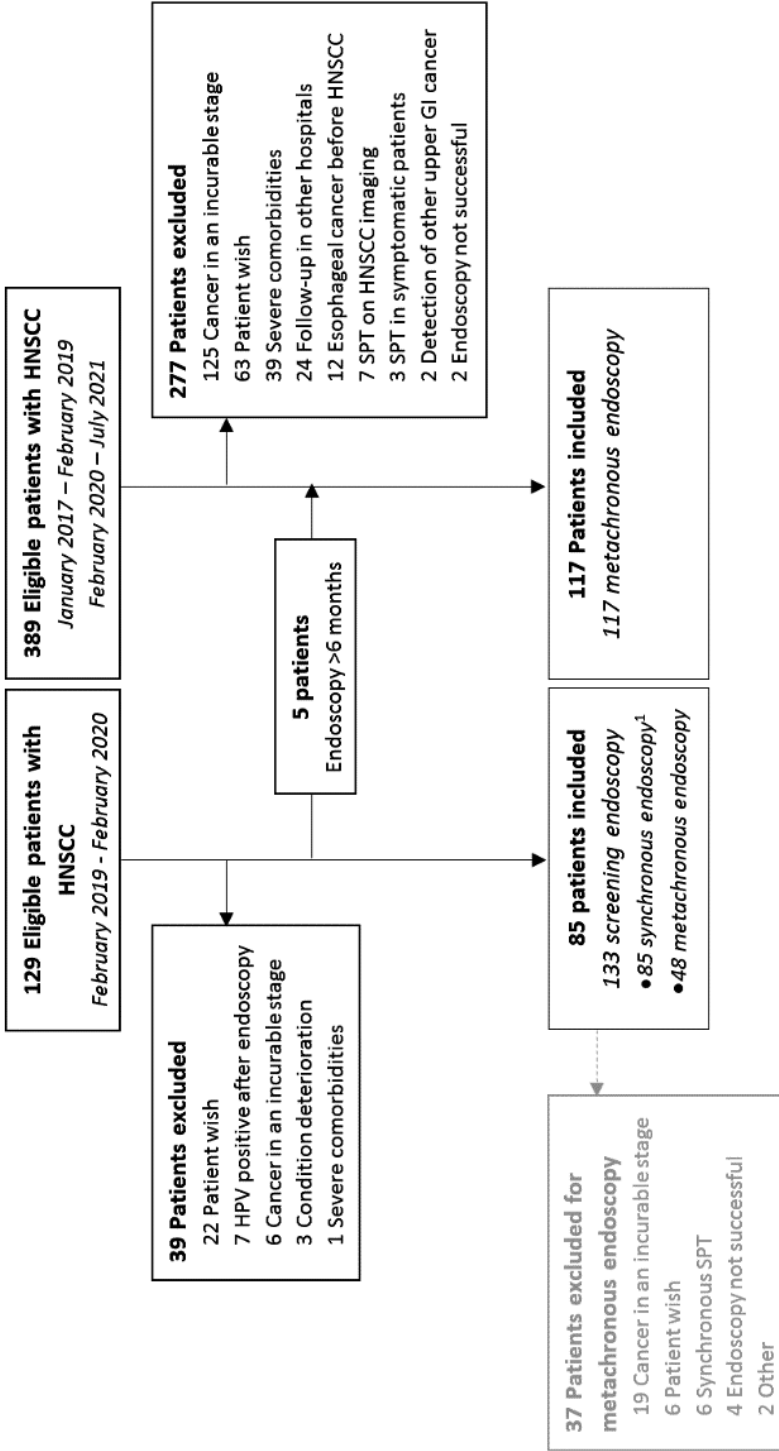 129 Eligible patients with
HNSCC
February 2019 - February 2020
389 Eligible patients with HNSCC
January 2017 – February 2019
February 2020 – July 2021
39 Patients excluded
22 Patient wish
7 HPV positive after endoscopy
6 Cancer in an incurable stage
3 Condition deterioration
1 Severe comorbidities
277 Patients excluded
125 Cancer in an incurable stage
63 Patient wish
39 Severe comorbidities
24 Follow-up in other hospitals
12 Esophageal cancer before HNSCC
7 SPT on HNSCC imaging
3 SPT in symptomatic patients
2 Detection of other upper GI cancer
2 Endoscopy not successful
5 patients
Endoscopy >6 months
37 Patients excluded for
metachronous endoscopy
19 Cancer in an incurable stage
6 Patient wish
6 Synchronous SPT
4 Endoscopy not successful
2 Other
85 patients included
133 screening endoscopy
•85 synchronous endoscopy¹
•48 metachronous endoscopy
117 Patients included
117 metachronous endoscopy